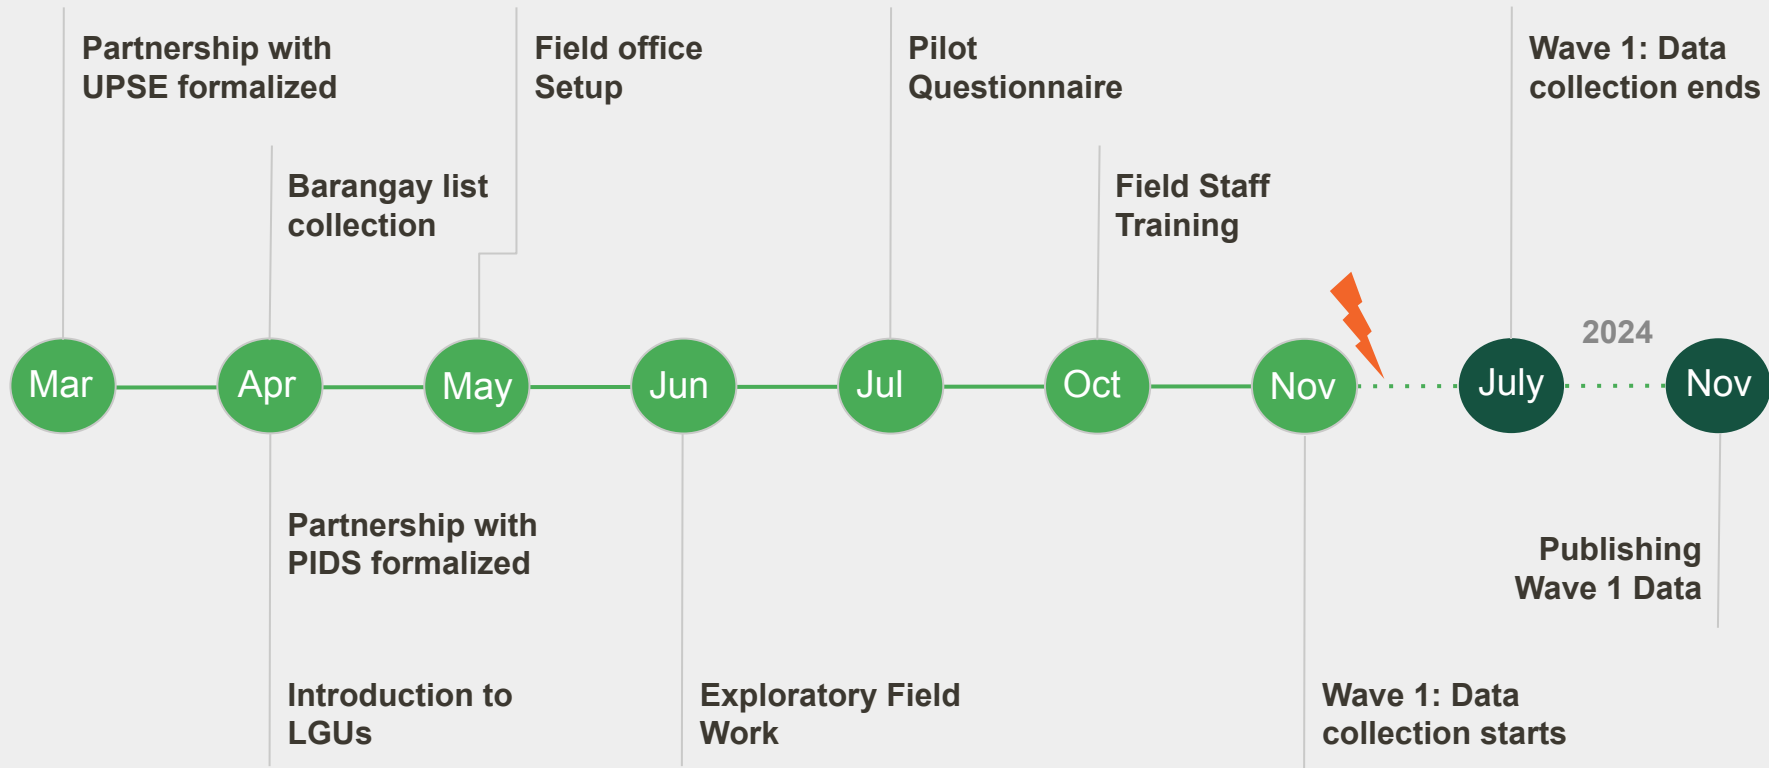 Partnership with
UPSE formalized
Field office
Setup
Pilot
Questionnaire
Wave 1: Data
collection ends
Barangay list
collection
Field Staff
Training
2024
Mar
Apr
May
Jun
Jul
Oct
Nov
July
Nov
Partnership with
PIDS formalized
Publishing
Wave 1 Data
Introduction to
LGUs
Exploratory Field
Work
Wave 1: Data
collection starts